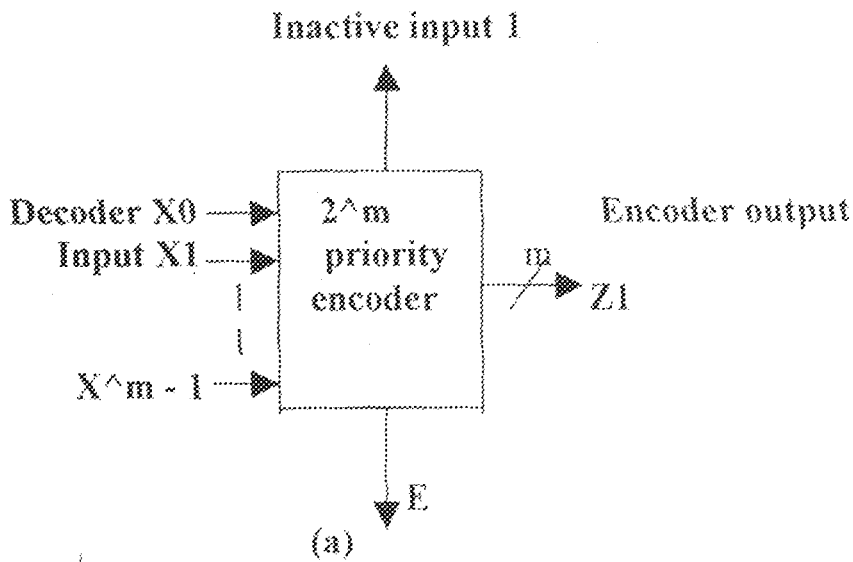 Inactive input 1
Decoder X0
2^m
Encoder output
Input X1
priority
m
encoder
Z1
X^m - 1
E
(a)